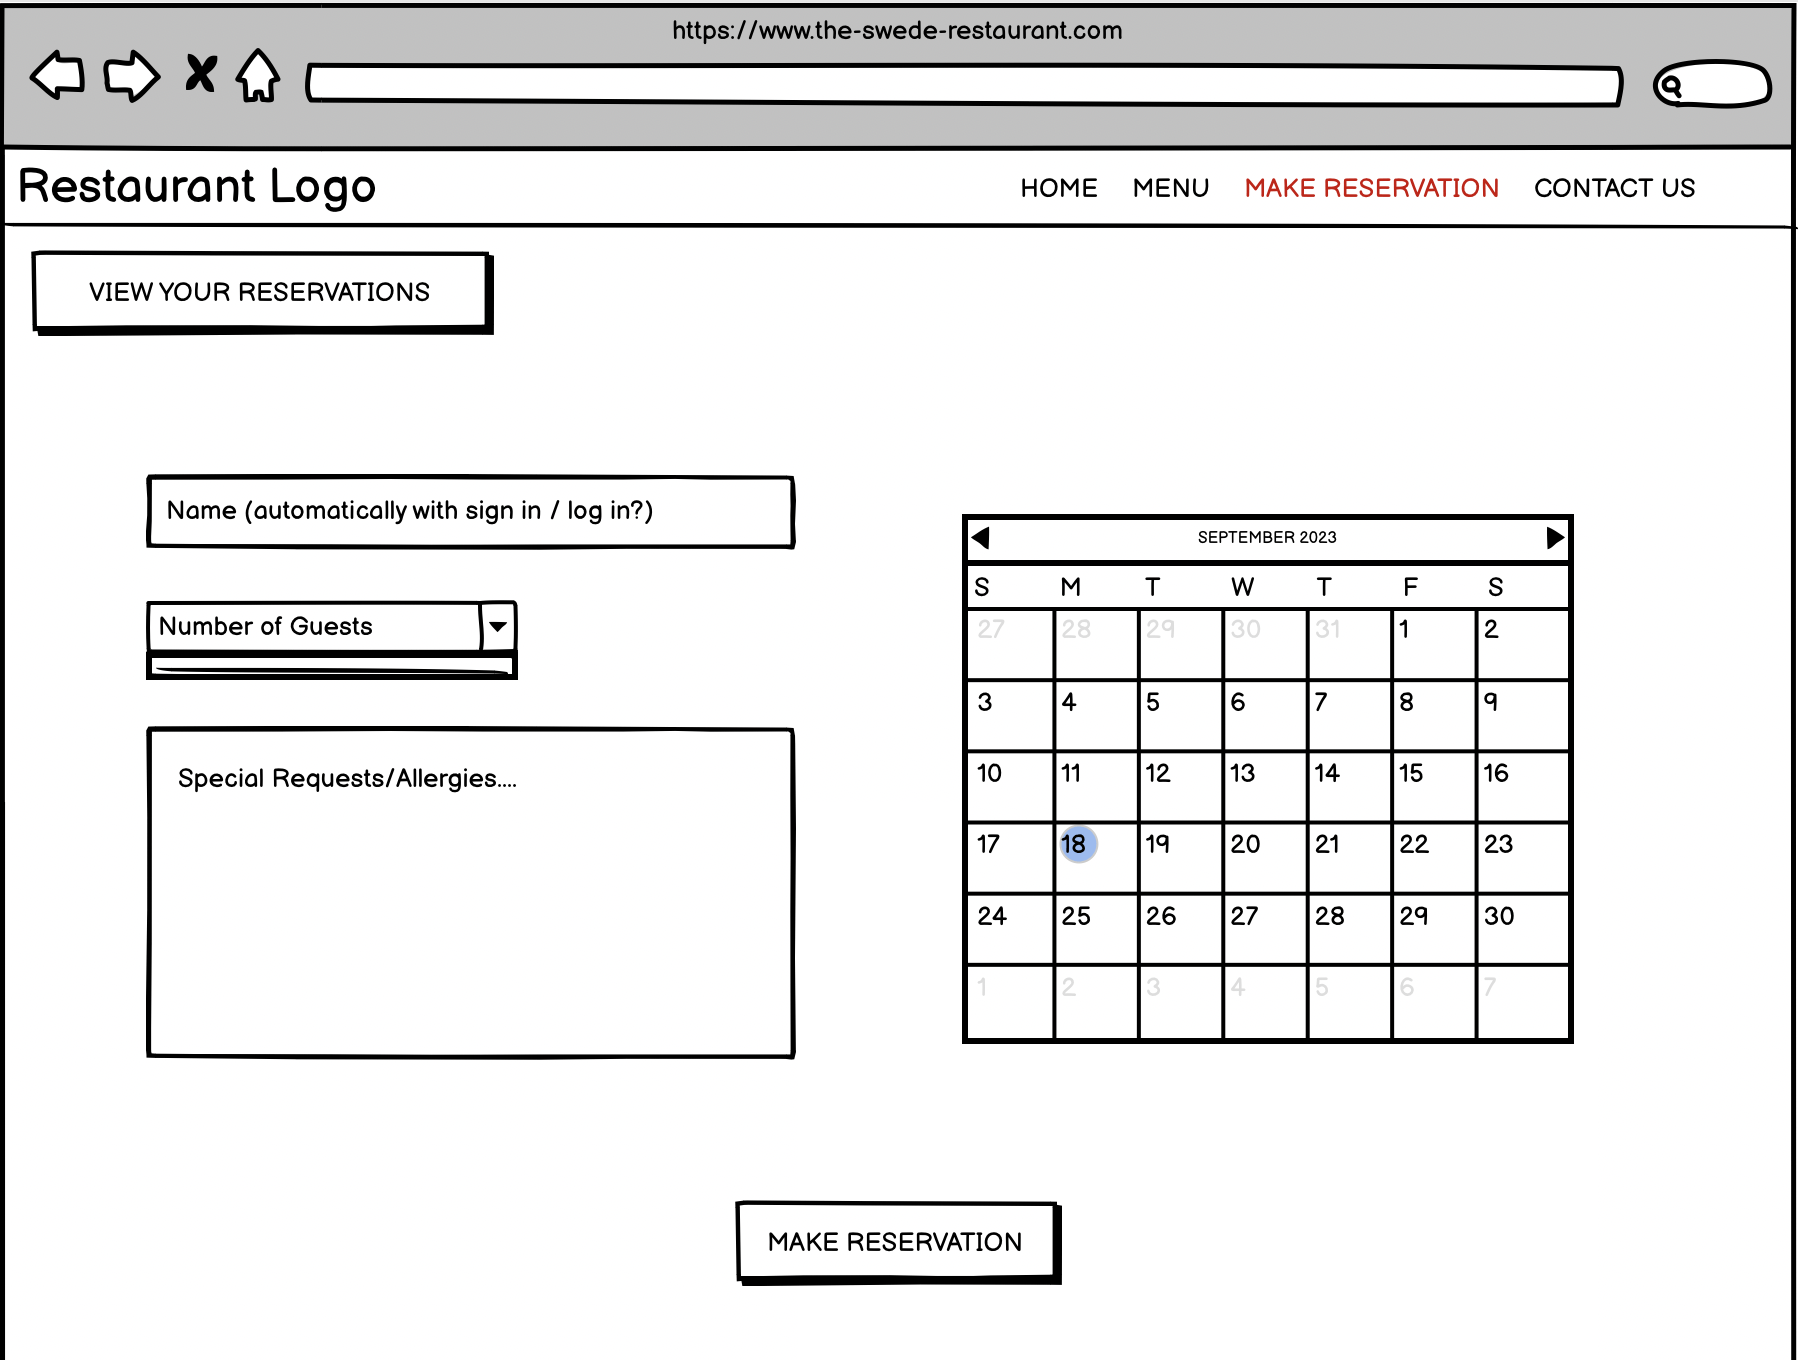 https://www.the-swede-restaurant.com
Restaurant Logo
HOME MENU MAKE RESERVATION CONTACT US
VIEW YOUR RESERVATIONS
Name (automatically with sign in / log in?)
Number of Guests
Special Requests/Allergies....
SEPTEMBER 2023
S M T W T F S
27 28 29 30 31 1 2
3 4 5 6 7 8 9
10 11 12 13 14 15 16
17 18 19 20 21 22 23
24 25 26 27 28 29 30
1 2 3 4 5 6 7
MAKE RESERVATION